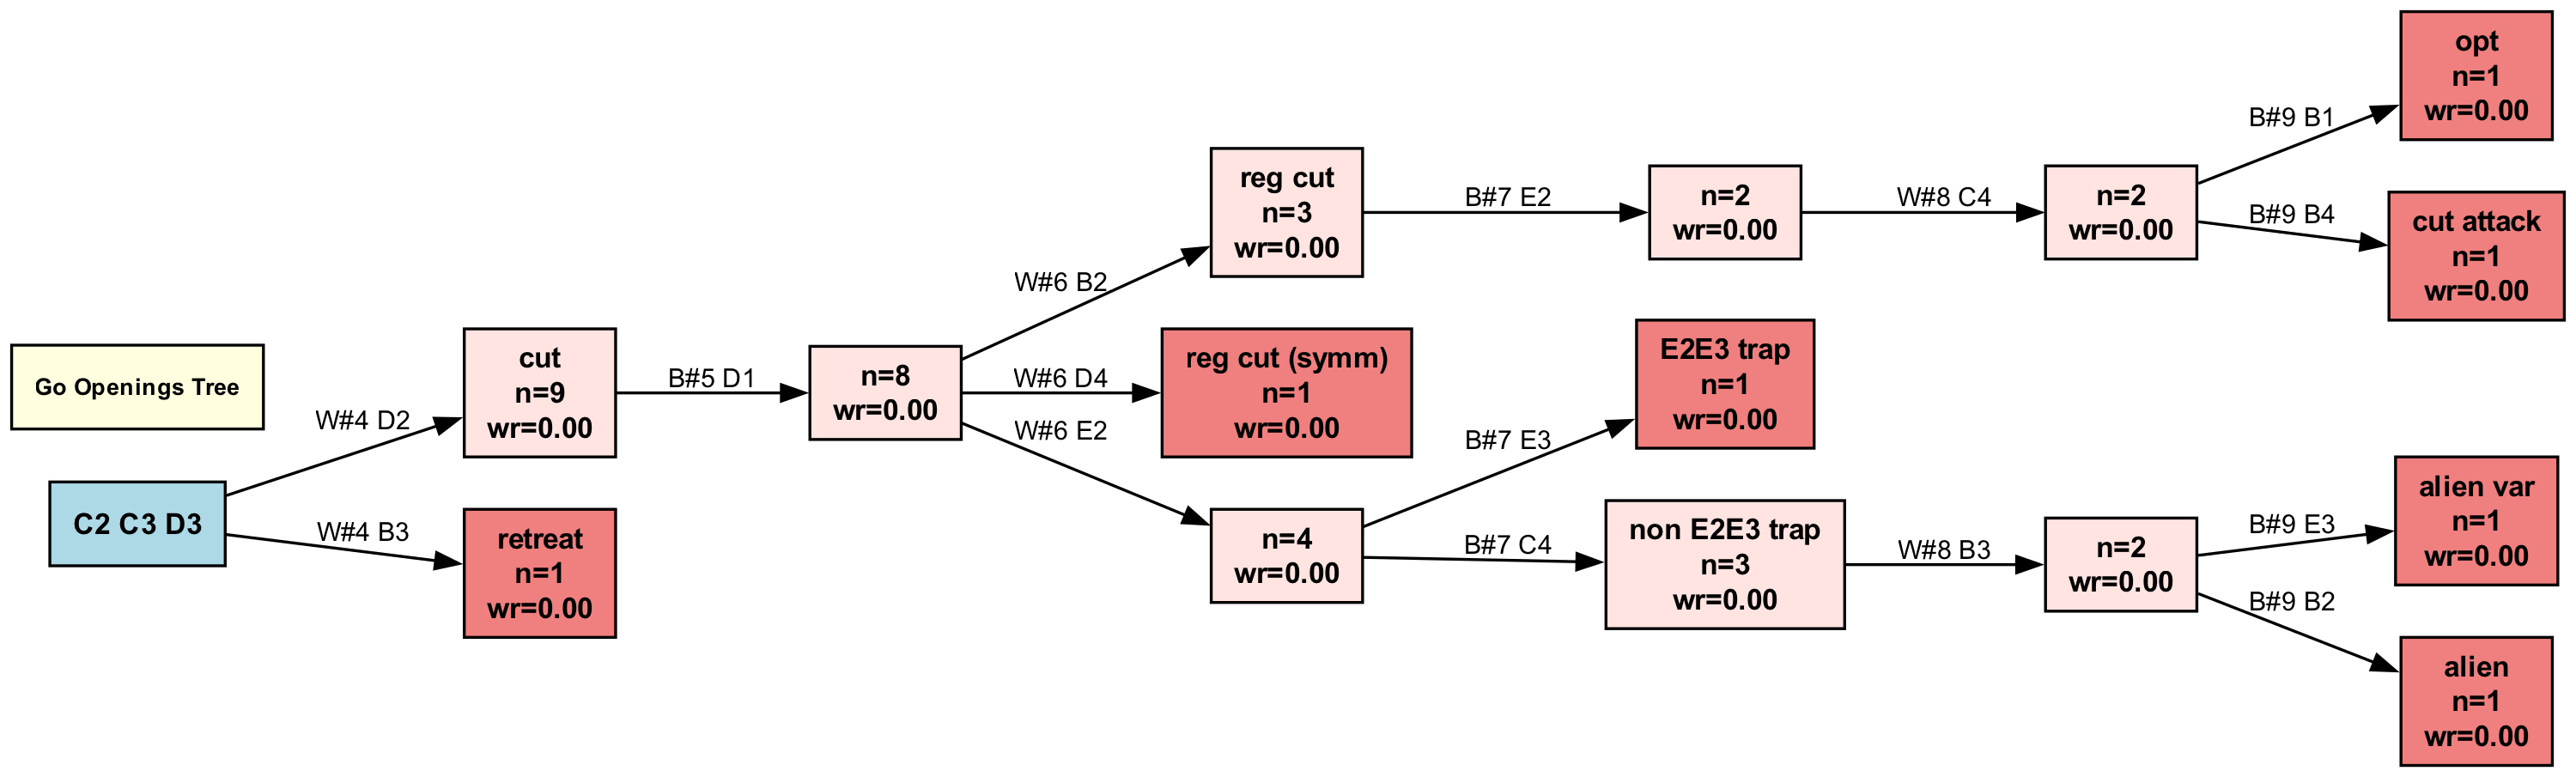 Go Openings Tree
C2 C3 D3
W#4 D2
W#4 B3
cut
n=9
wr=0.00
retreat
n=1
wr=0.00
B#5 D1
n=8
wr=0.00
W#6 B2
W#6 D4
W#6 E2
reg cut
n=3
wr=0.00
reg cut (symm)
n=1
wr=0.00
n=4
wr=0.00
B#7 E2
B#7 E3
B#7 C4
n=2
wr=0.00
E2E3 trap
n=1
wr=0.00
non E2E3 trap
n=3
wr=0.00
W#8 C4
W#8 B3
n=2
wr=0.00
n=2
wr=0.00
B#9 B1
B#9 B4
B#9 E3
B#9 B2
opt
n=1
wr=0.00
cut attack
n=1
wr=0.00
alien var
n=1
wr=0.00
alien
n=1
wr=0.00